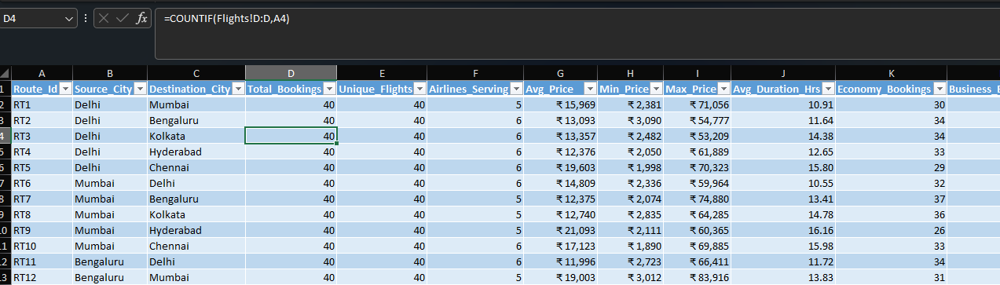 D4 fx =COUNTIF(Flights!D:D,A4)
A B C D E F G H I J K
1 Route_Id Source_City Destination_City Total_Bookings Unique_Flights Airlines_Serving Avg_Price Min_Price Max_Price Avg_Duration_Hrs Economy_Bookings Business_
2 RT1 Delhi Mumbai 40 40 5 ₹ 15,969 ₹ 2,381 ₹ 71,056 10.91 30
3 RT2 Delhi Bengaluru 40 40 6 ₹ 13,093 ₹ 3,090 ₹ 54,777 11.64 34
4 RT3 Delhi Kolkata 40 40 6 ₹ 13,357 ₹ 2,482 ₹ 53,209 14.38 34
5 RT4 Delhi Hyderabad 40 40 6 ₹ 12,376 ₹ 2,050 ₹ 61,889 12.65 33
6 RT5 Delhi Chennai 40 40 6 ₹ 19,603 ₹ 1,998 ₹ 70,323 15.80 29
7 RT6 Mumbai Delhi 40 40 6 ₹ 14,809 ₹ 2,336 ₹ 59,964 10.55 32
8 RT7 Mumbai Bengaluru 40 40 5 ₹ 12,375 ₹ 2,074 ₹ 74,880 13.41 37
9 RT8 Mumbai Kolkata 40 40 5 ₹ 12,740 ₹ 2,835 ₹ 64,285 14.78 36
0 RT9 Mumbai Hyderabad 40 40 5 ₹ 21,093 ₹ 2,111 ₹ 60,365 16.16 26
1 RT10 Mumbai Chennai 40 40 6 ₹ 17,123 ₹ 1,890 ₹ 69,885 15.98 33
2 RT11 Bengaluru Delhi 40 40 6 ₹ 11,996 ₹ 2,723 ₹ 66,411 11.72 34
3 RT12 Bengaluru Mumbai 40 40 5 ₹ 19,003 ₹ 3,012 ₹ 83,916 13.83 31